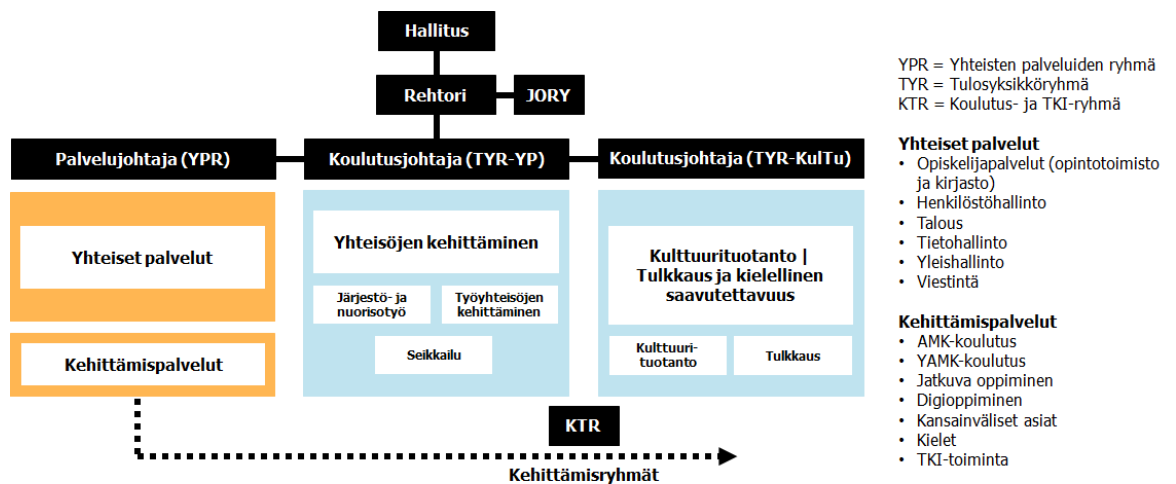 Hallitus
Rehtori
JORY
Palvelujohtaja (YPR)
Koulutusjohtaja (TYR-YP)
Koulutusjohtaja (TYR-KulTu)
Yhteiset palvelut
Kehittämispalvelut
Yhteisöjen kehittäminen
Järjestö- ja
nuorisotyö
Työyhteisöjen
kehittäminen
Seikkailu
Kulttuurituotanto |
Tulkkaus ja kielellinen
saavutettavuus
Kulttuuri-
tuotanto
Tulkkaus
KTR
Kehittämisryhmät
YPR = Yhteisten palveluiden ryhmä
TYR = Tulosyksikköryhmä
KTR = Koulutus- ja TKI-ryhmä
Yhteiset palvelut
• Opiskelijapalvelut (opintotoimisto
ja kirjasto)
• Henkilöstöhallinto
• Talous
• Tietohallinto
• Yleishallinto
• Viestintä
Kehittämispalvelut
• AMK-koulutus
• YAMK-koulutus
• Jatkuva oppiminen
• Digioppiminen
• Kansainväliset asiat
• Kielet
• TKI-toiminta